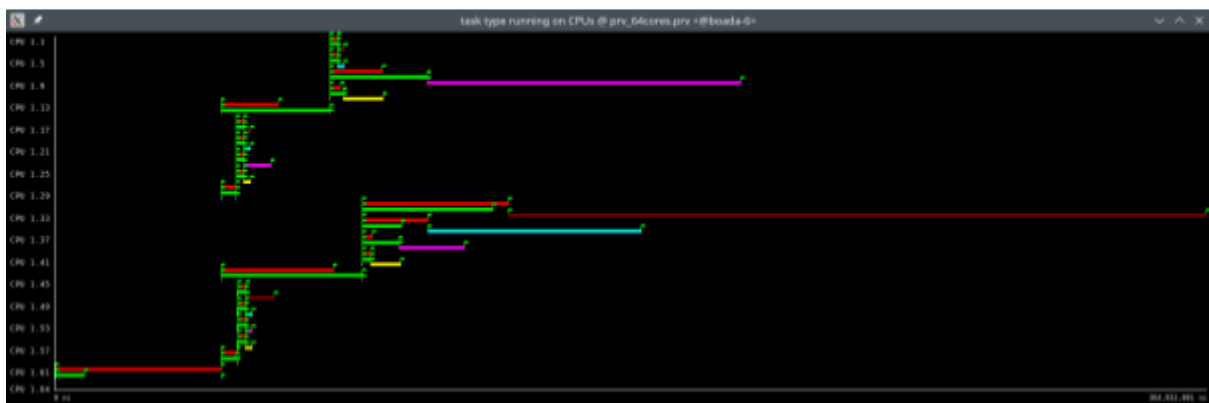 task type running on CPUs @ prv_64cores.prv <@boada-6>
CPU 1.1
CPU 1.5
CPU 1.9
CPU 1.13
CPU 1.17
CPU 1.21
CPU 1.25
CPU 1.29
CPU 1.33
CPU 1.37
CPU 1.41
CPU 1.45
CPU 1.49
CPU 1.53
CPU 1.57
CPU 1.61
CPU 1.64
0 ns